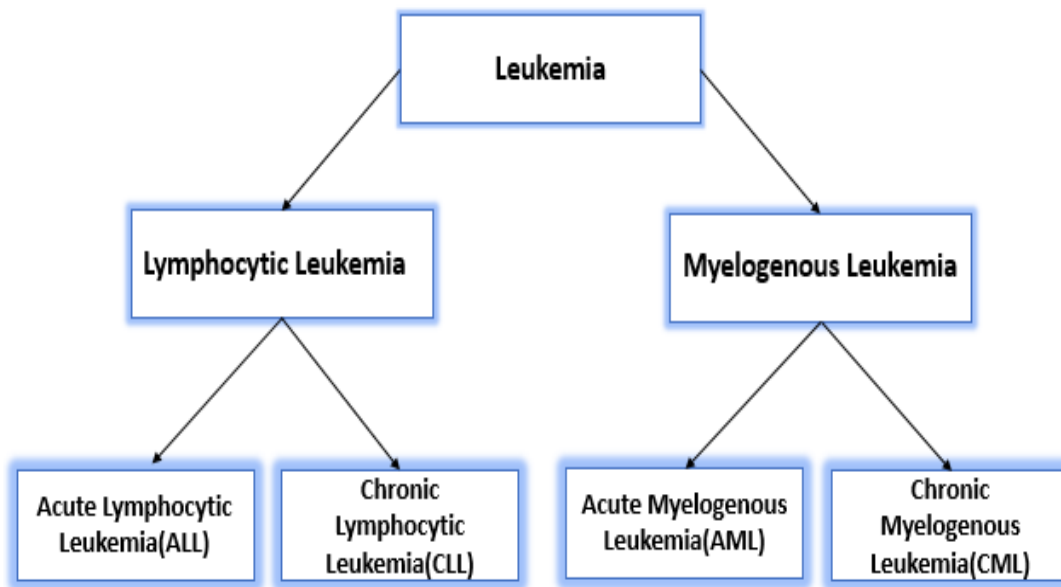 Leukemia
Lymphocytic Leukemia
Myelogenous Leukemia
Acute Lymphocytic
Leukemia(ALL)
Chronic
Lymphocytic
Leukemia(CLL)
Acute Myelogenous
Leukemia(AML)
Chronic
Myelogenous
Leukemia(CML)